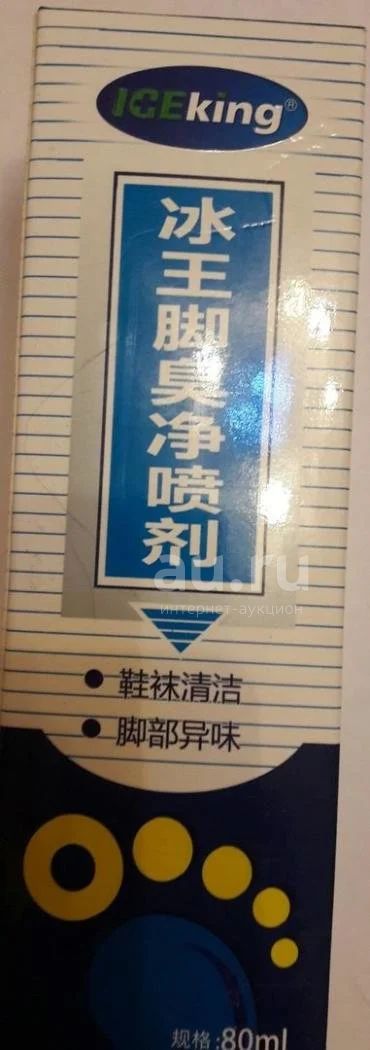 ICEking®
冰王脚臭净喷剂
au.ru
интернет-аукцион
鞋袜清洁
脚部异味
规格:80ml